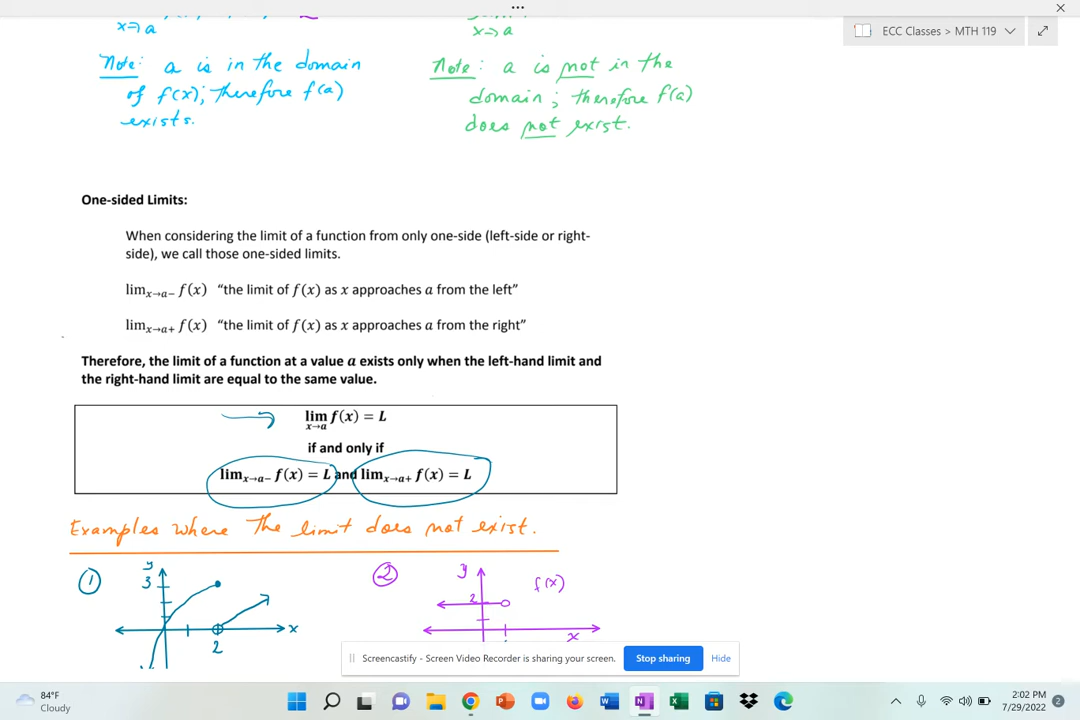 ECC Classes > MTH 119
x→a
x→a
Note: a is in the domain
of f(x); therefore f(a)
exists.
Note: a is not in the
domain; therefore f(a)
does not exist.
One-sided Limits:
When considering the limit of a function from only one-side (left-side or right-
side), we call those one-sided limits.
lim x→a− f(x) “the limit of f(x) as x approaches a from the left”
lim x→a+ f(x) “the limit of f(x) as x approaches a from the right”
Therefore, the limit of a function at a value a exists only when the left-hand limit and
the right-hand limit are equal to the same value.
lim f(x) = L
x→a
if and only if
lim x→a− f(x) = L and lim x→a+ f(x) = L
Examples where the limit does not exist.
1
y
3
x
2
2
y
f(x)
2
x
Screencastify - Screen Video Recorder is sharing your screen.
Stop sharing
Hide
84°F
Cloudy
2:02 PM
7/29/2022
2